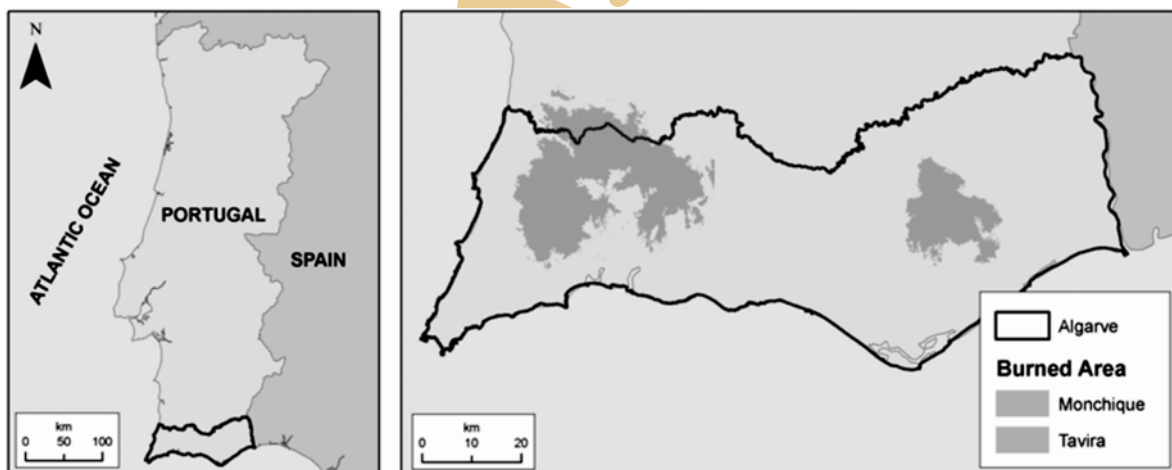 N
ATLANTIC OCEAN
PORTUGAL
SPAIN
km
0 50 100
km
0 10 20
Algarve
Burned Area
Monchique
Tavira